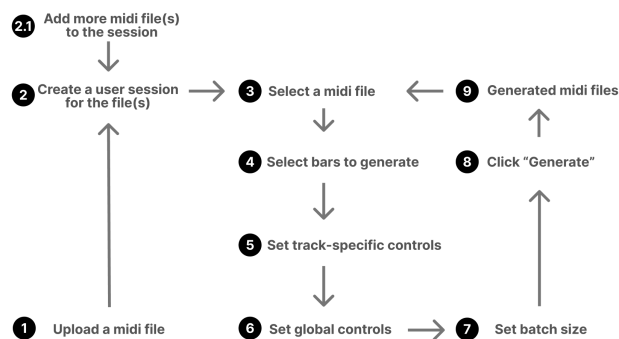 2.1 Add more midi file(s)
to the session
2 Create a user session
for the file(s)
3 Select a midi file
9 Generated midi files
4 Select bars to generate
8 Click “Generate”
5 Set track-specific controls
1 Upload a midi file
6 Set global controls
7 Set batch size